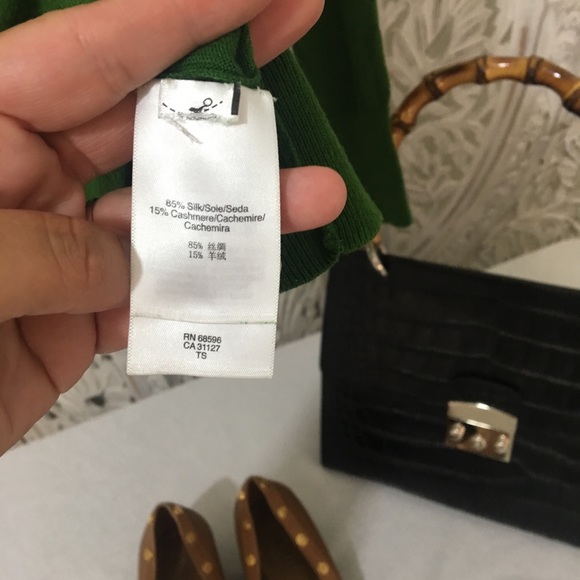 85% Silk/Soie/Seda
15% Cashmere/Cachemire/
Cachemira
85% 丝绸
15% 羊绒
RN 68596
CA 31127
TS